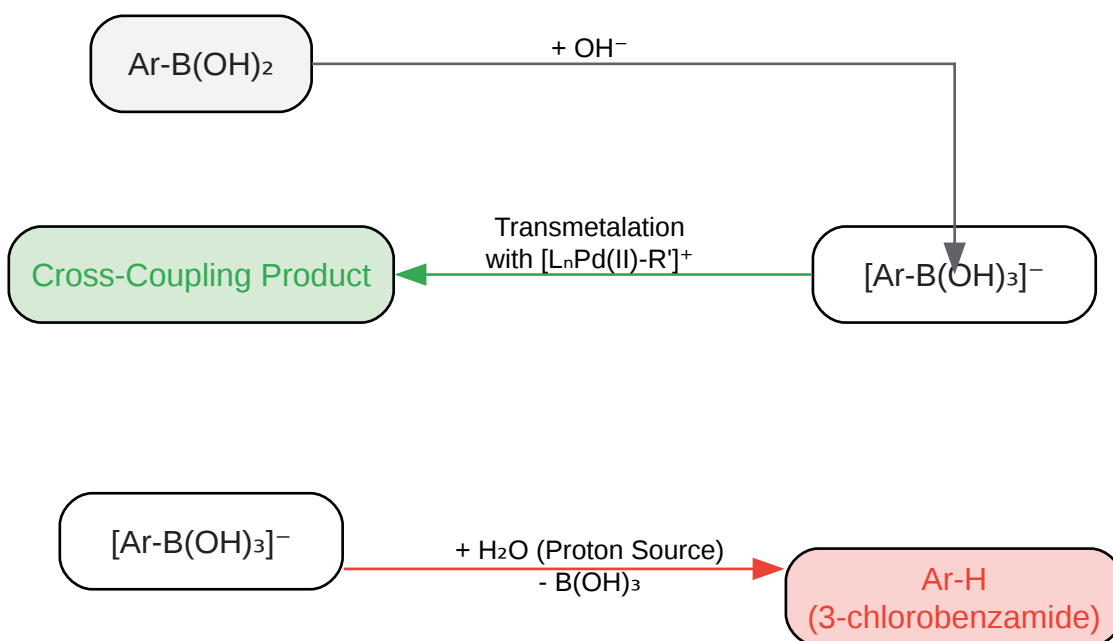 + OH⁻
Ar-B(OH)₂
Transmetalation
with [LₙPd(II)-R']⁺
Cross-Coupling Product
[Ar-B(OH)₃]⁻
[Ar-B(OH)₃]⁻
+ H₂O (Proton Source)
- B(OH)₃
Ar-H
(3-chlorobenzamide)